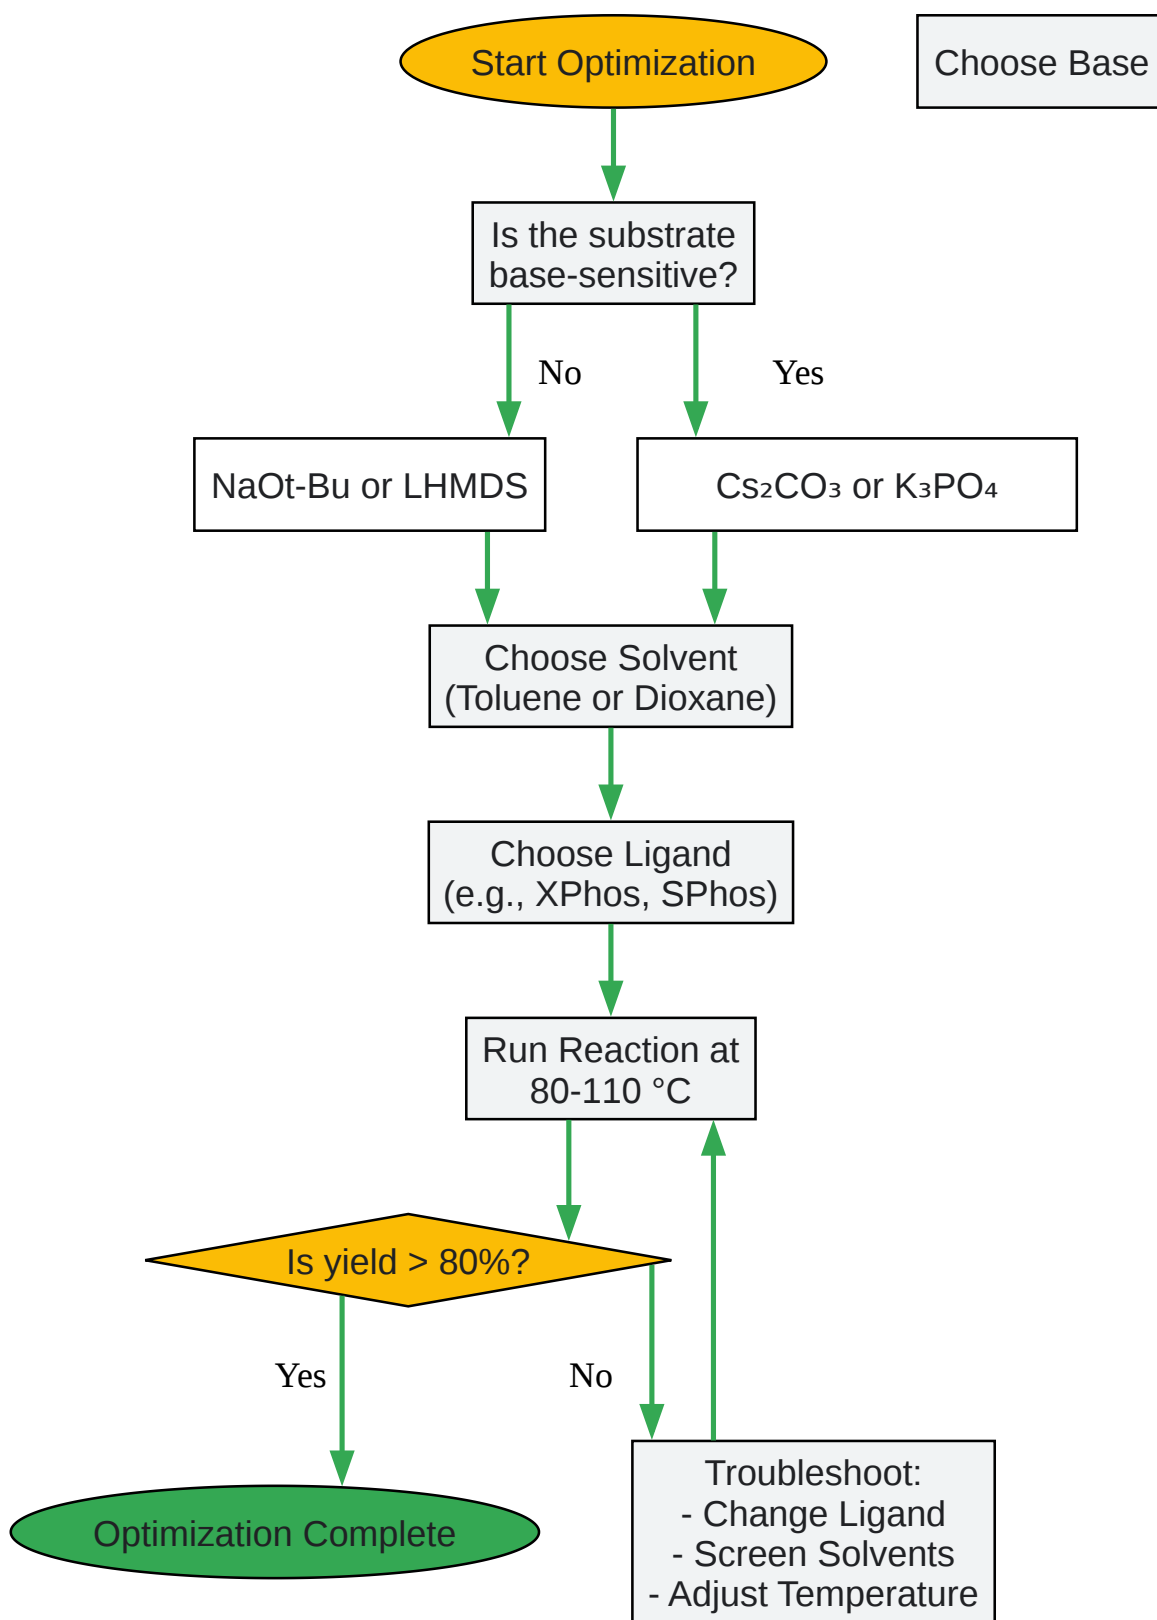 Start Optimization
Choose Base
Is the substrate
base-sensitive?
No
Yes
NaOt-Bu or LHMDS
Cs₂CO₃ or K₃PO₄
Choose Solvent
(Toluene or Dioxane)
Choose Ligand
(e.g., XPhos, SPhos)
Run Reaction at
80-110 °C
Is yield > 80%?
Yes
No
Optimization Complete
Troubleshoot:
- Change Ligand
- Screen Solvents
- Adjust Temperature